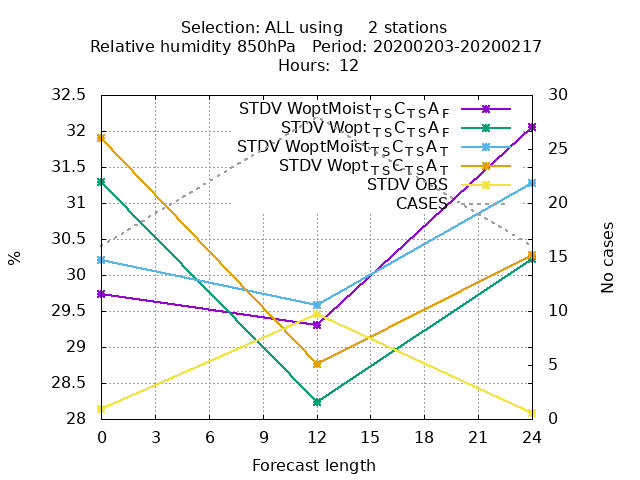 Selection: ALL using     2 stations
Relative humidity 850hPa   Period: 20200203-20200217
Hours: 12
32.5
32
31.5
31
30.5
30
29.5
29
28.5
28
%
STDV WoptMoist_TS C_TS A_F
STDV Wopt_TS C_TS A_F
STDV WoptMoist_TS C_TS A_T
STDV Wopt_TS C_TS A_T
STDV OBS
CASES
30
25
20
15
10
5
0
No cases
0 3 6 9 12 15 18 21 24
Forecast length